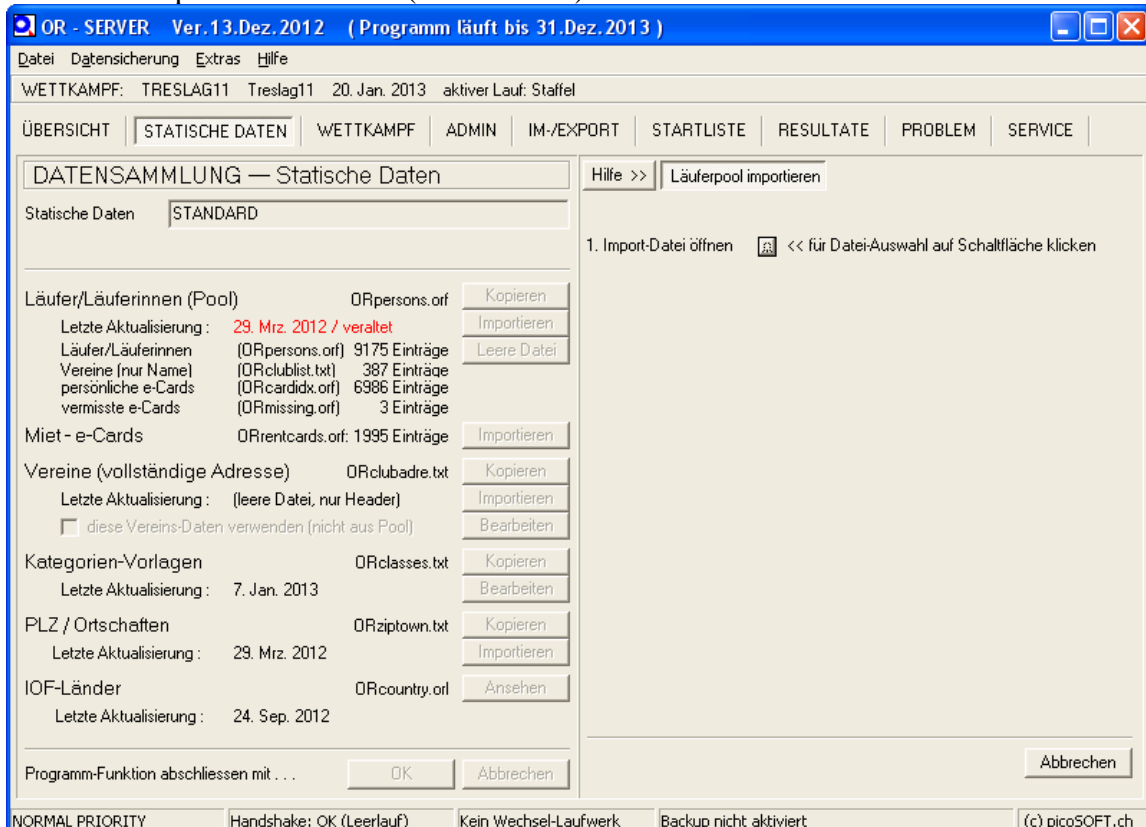 OR - SERVER Ver.13.Dez.2012 ( Programm läuft bis 31.Dez.2013 )
Datei Datensicherung Extras Hilfe
WETTKAMPF: TRESLAG11 Treslag11 20. Jan. 2013 aktiver Lauf: Staffel
ÜBERSICHT STATISCHE DATEN WETTKAMPF ADMIN IM-/EXPORT STARTLISTE RESULTATE PROBLEM SERVICE
DATENSAMMLUNG — Statische Daten
Statische Daten STANDARD
Läufer/Läuferinnen (Pool) ORpersons.orf Kopieren
Letzte Aktualisierung : 29. Mrz. 2012 / veraltet Importieren
Läufer/Läuferinnen (ORpersons.orf) 9175 Einträge Leere Datei
Vereine (nur Name) (ORclublist.txt) 387 Einträge
persönliche e-Cards (ORcardidx.orf) 6986 Einträge
vermisste e-Cards (ORmissing.orf) 3 Einträge
Miet - e-Cards ORrentcards.orf: 1995 Einträge Importieren
Vereine (vollständige Adresse) ORclubadre.txt Kopieren
Letzte Aktualisierung : (leere Datei, nur Header) Importieren
diese Vereins-Daten verwenden (nicht aus Pool) Bearbeiten
Kategorien-Vorlagen ORclasses.txt Kopieren
Letzte Aktualisierung : 7. Jan. 2013 Bearbeiten
PLZ / Ortschaften ORziptown.txt Kopieren
Letzte Aktualisierung : 29. Mrz. 2012 Importieren
IOF-Länder ORcountry.orl Ansehen
Letzte Aktualisierung : 24. Sep. 2012
Programm-Funktion abschliessen mit . . . OK Abbrechen
Hilfe >> Läuferpool importieren
1. Import-Datei öffnen << für Datei-Auswahl auf Schaltfläche klicken
Abbrechen
NORMAL PRIORITY Handshake: OK (Leerlauf) Kein Wechsel-Laufwerk Backup nicht aktiviert (c) picoSOFT.ch